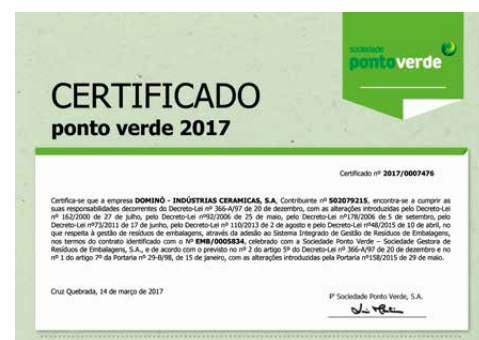 sociedade
pontoverde
CERTIFICADO
ponto verde 2017
Certificado nº 2017/0007476
Certifica-se que a empresa DOMINÓ - INDÚSTRIAS CERAMICAS, S.A, Contribuinte nº 502079215, encontra-se a cumprir as
suas responsabilidades decorrentes do Decreto-Lei nº 366-A/97 de 20 de dezembro, com as alterações introduzidas pelo Decreto-Lei
nº 162/2000 de 27 de julho, pelo Decreto-Lei nº92/2006 de 25 de maio, pelo Decreto-Lei nº178/2006 de 5 de setembro, pelo
Decreto-Lei nº73/2011 de 17 de junho, pelo Decreto-Lei nº 110/2013 de 2 de agosto e pelo Decreto-Lei nº48/2015 de 10 de abril, no
que respeita à gestão de resíduos de embalagens, através da adesão ao Sistema Integrado de Gestão de Resíduos de Embalagens,
nos termos do contrato identificado com o Nº EMB/0005834, celebrado com a Sociedade Ponto Verde – Sociedade Gestora de
Resíduos de Embalagens, S.A., e de acordo com o previsto no nº 2 do artigo 5º do Decreto-Lei nº 366-A/97 de 20 de dezembro e no
nº 1 do artigo 7º da Portaria nº 29-B/98, de 15 de janeiro, com as alterações introduzidas pela Portaria nº158/2015 de 29 de maio.
Cruz Quebrada, 14 de março de 2017
Pª Sociedade Ponto Verde, S.A.